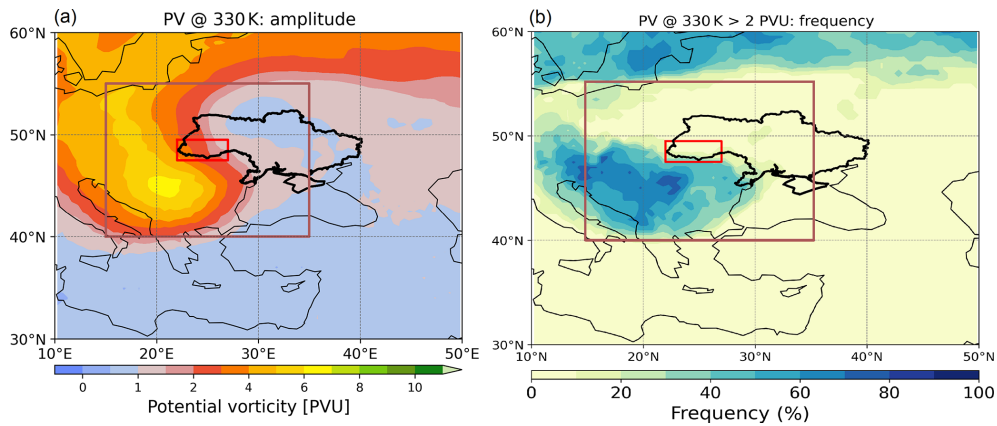 (a)
PV @ 330 K: amplitude
60°N
50°N
40°N
30°N
10°E 20°E 30°E 40°E 50°E
0 1 2 4 6 8 10
Potential vorticity [PVU]
(b)
PV @ 330 K > 2 PVU: frequency
60°N
50°N
40°N
30°N
10°E 20°E 30°E 40°E 50°E
0 20 40 60 80 100
Frequency (%)